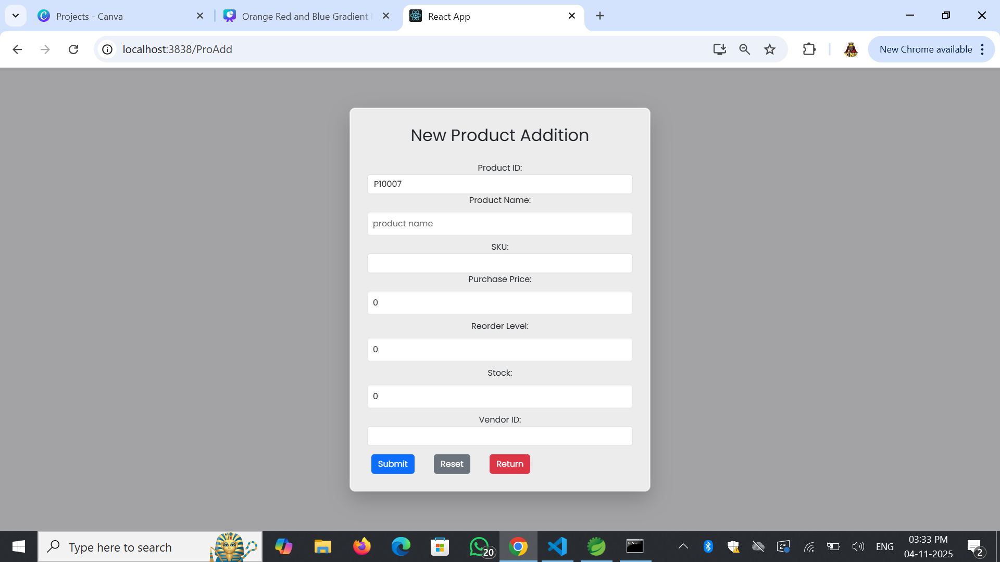 Projects - Canva
Orange Red and Blue Gradient
React App
localhost:3838/ProAdd
New Chrome available
New Product Addition
Product ID:
P10007
Product Name:
product name
SKU:
Purchase Price:
0
Reorder Level:
0
Stock:
0
Vendor ID:
Submit
Reset
Return
Type here to search
20
ENG
03:33 PM
04-11-2025
2